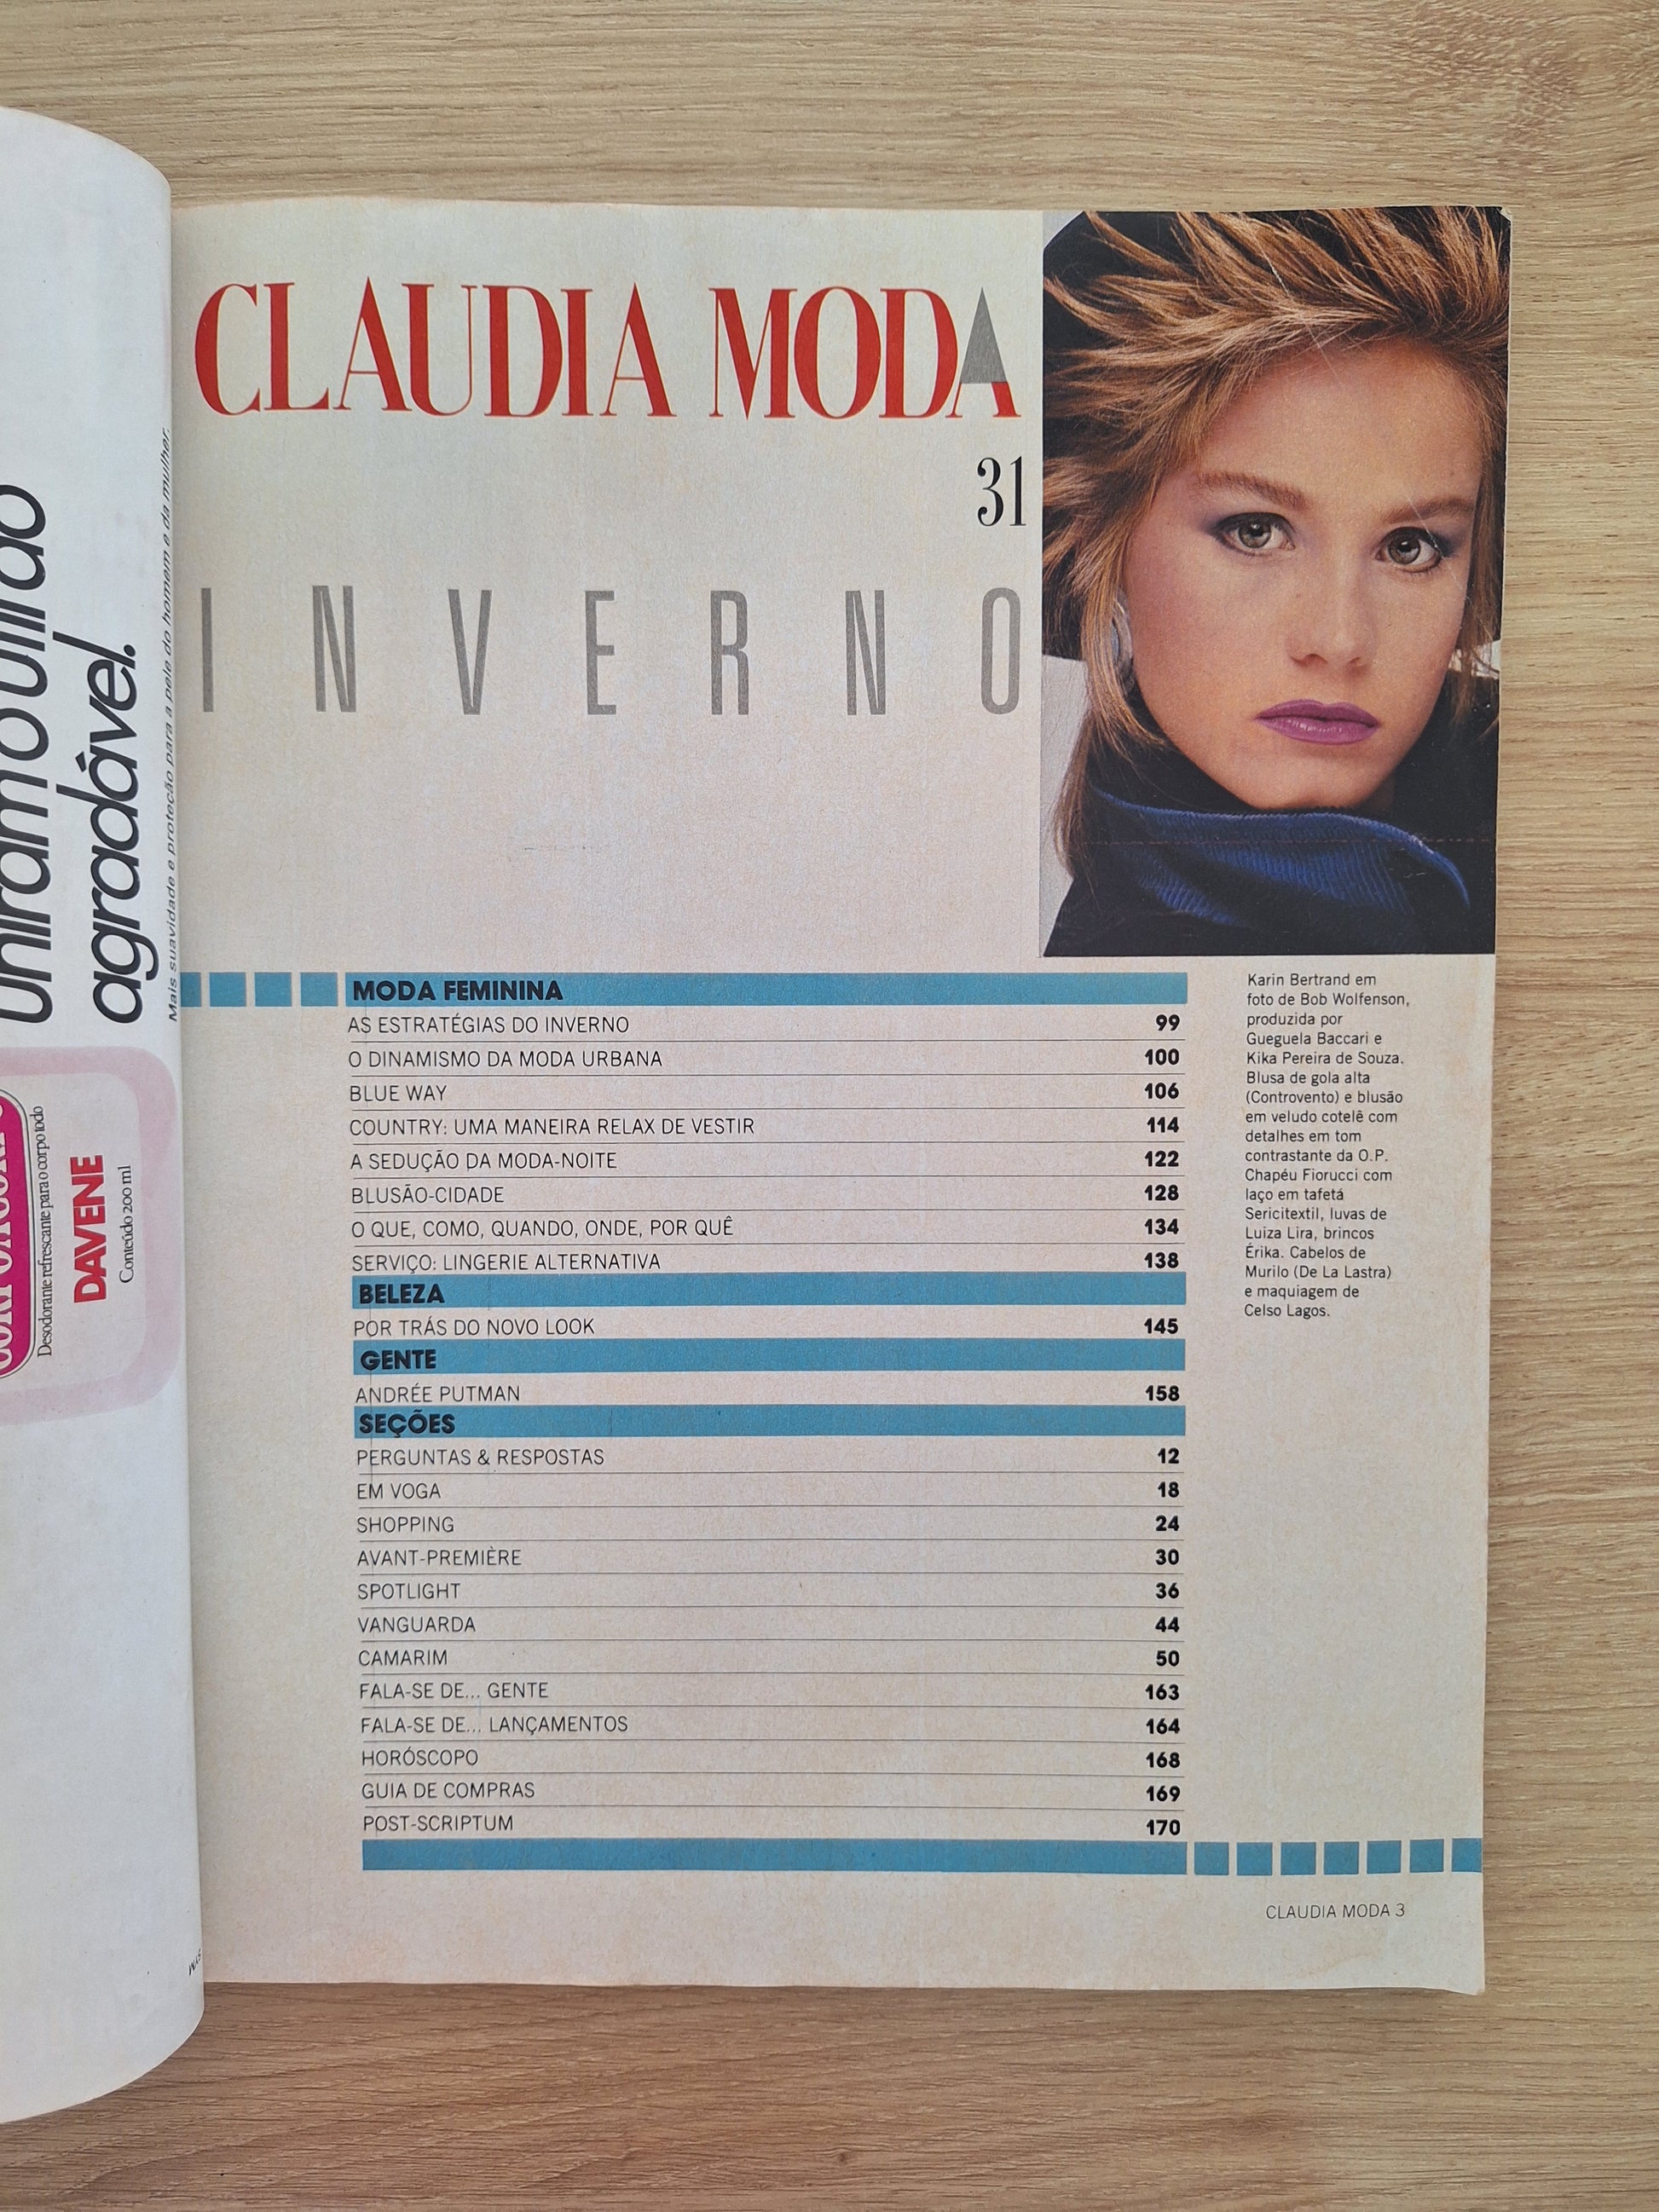 uniram o útil ao
agradável.
Mais suavidade e proteção para a pele do homem e da mulher.
Desodorante refrescante para o corpo todo
DAVENE
Conteúdo 200 ml
CLAUDIA MODA
31
INVERNO
MODA FEMININA
AS ESTRATÉGIAS DO INVERNO 99
O DINAMISMO DA MODA URBANA 100
BLUE WAY 106
COUNTRY: UMA MANEIRA RELAX DE VESTIR 114
A SEDUÇÃO DA MODA-NOITE 122
BLUSÃO-CIDADE 128
O QUE, COMO, QUANDO, ONDE, POR QUÊ 134
SERVIÇO: LINGERIE ALTERNATIVA 138
BELEZA
POR TRÁS DO NOVO LOOK 145
GENTE
ANDRÉE PUTMAN 158
SEÇÕES
PERGUNTAS & RESPOSTAS 12
EM VOGA 18
SHOPPING 24
AVANT-PREMIÈRE 30
SPOTLIGHT 36
VANGUARDA 44
CAMARIM 50
FALA-SE DE... GENTE 163
FALA-SE DE... LANÇAMENTOS 164
HORÓSCOPO 168
GUIA DE COMPRAS 169
POST-SCRIPTUM 170
Karin Bertrand em
foto de Bob Wolfenson,
produzida por
Gueguela Baccari e
Kika Pereira de Souza.
Blusa de gola alta
(Controvento) e blusão
em veludo cotelê com
detalhes em tom
contrastante da O.P.
Chapéu Fiorucci com
laço em tafetá
Sericitextil, luvas de
Luiza Lira, brincos
Érika. Cabelos de
Murilo (De La Lastra)
e maquiagem de
Celso Lagos.
CLAUDIA MODA 3